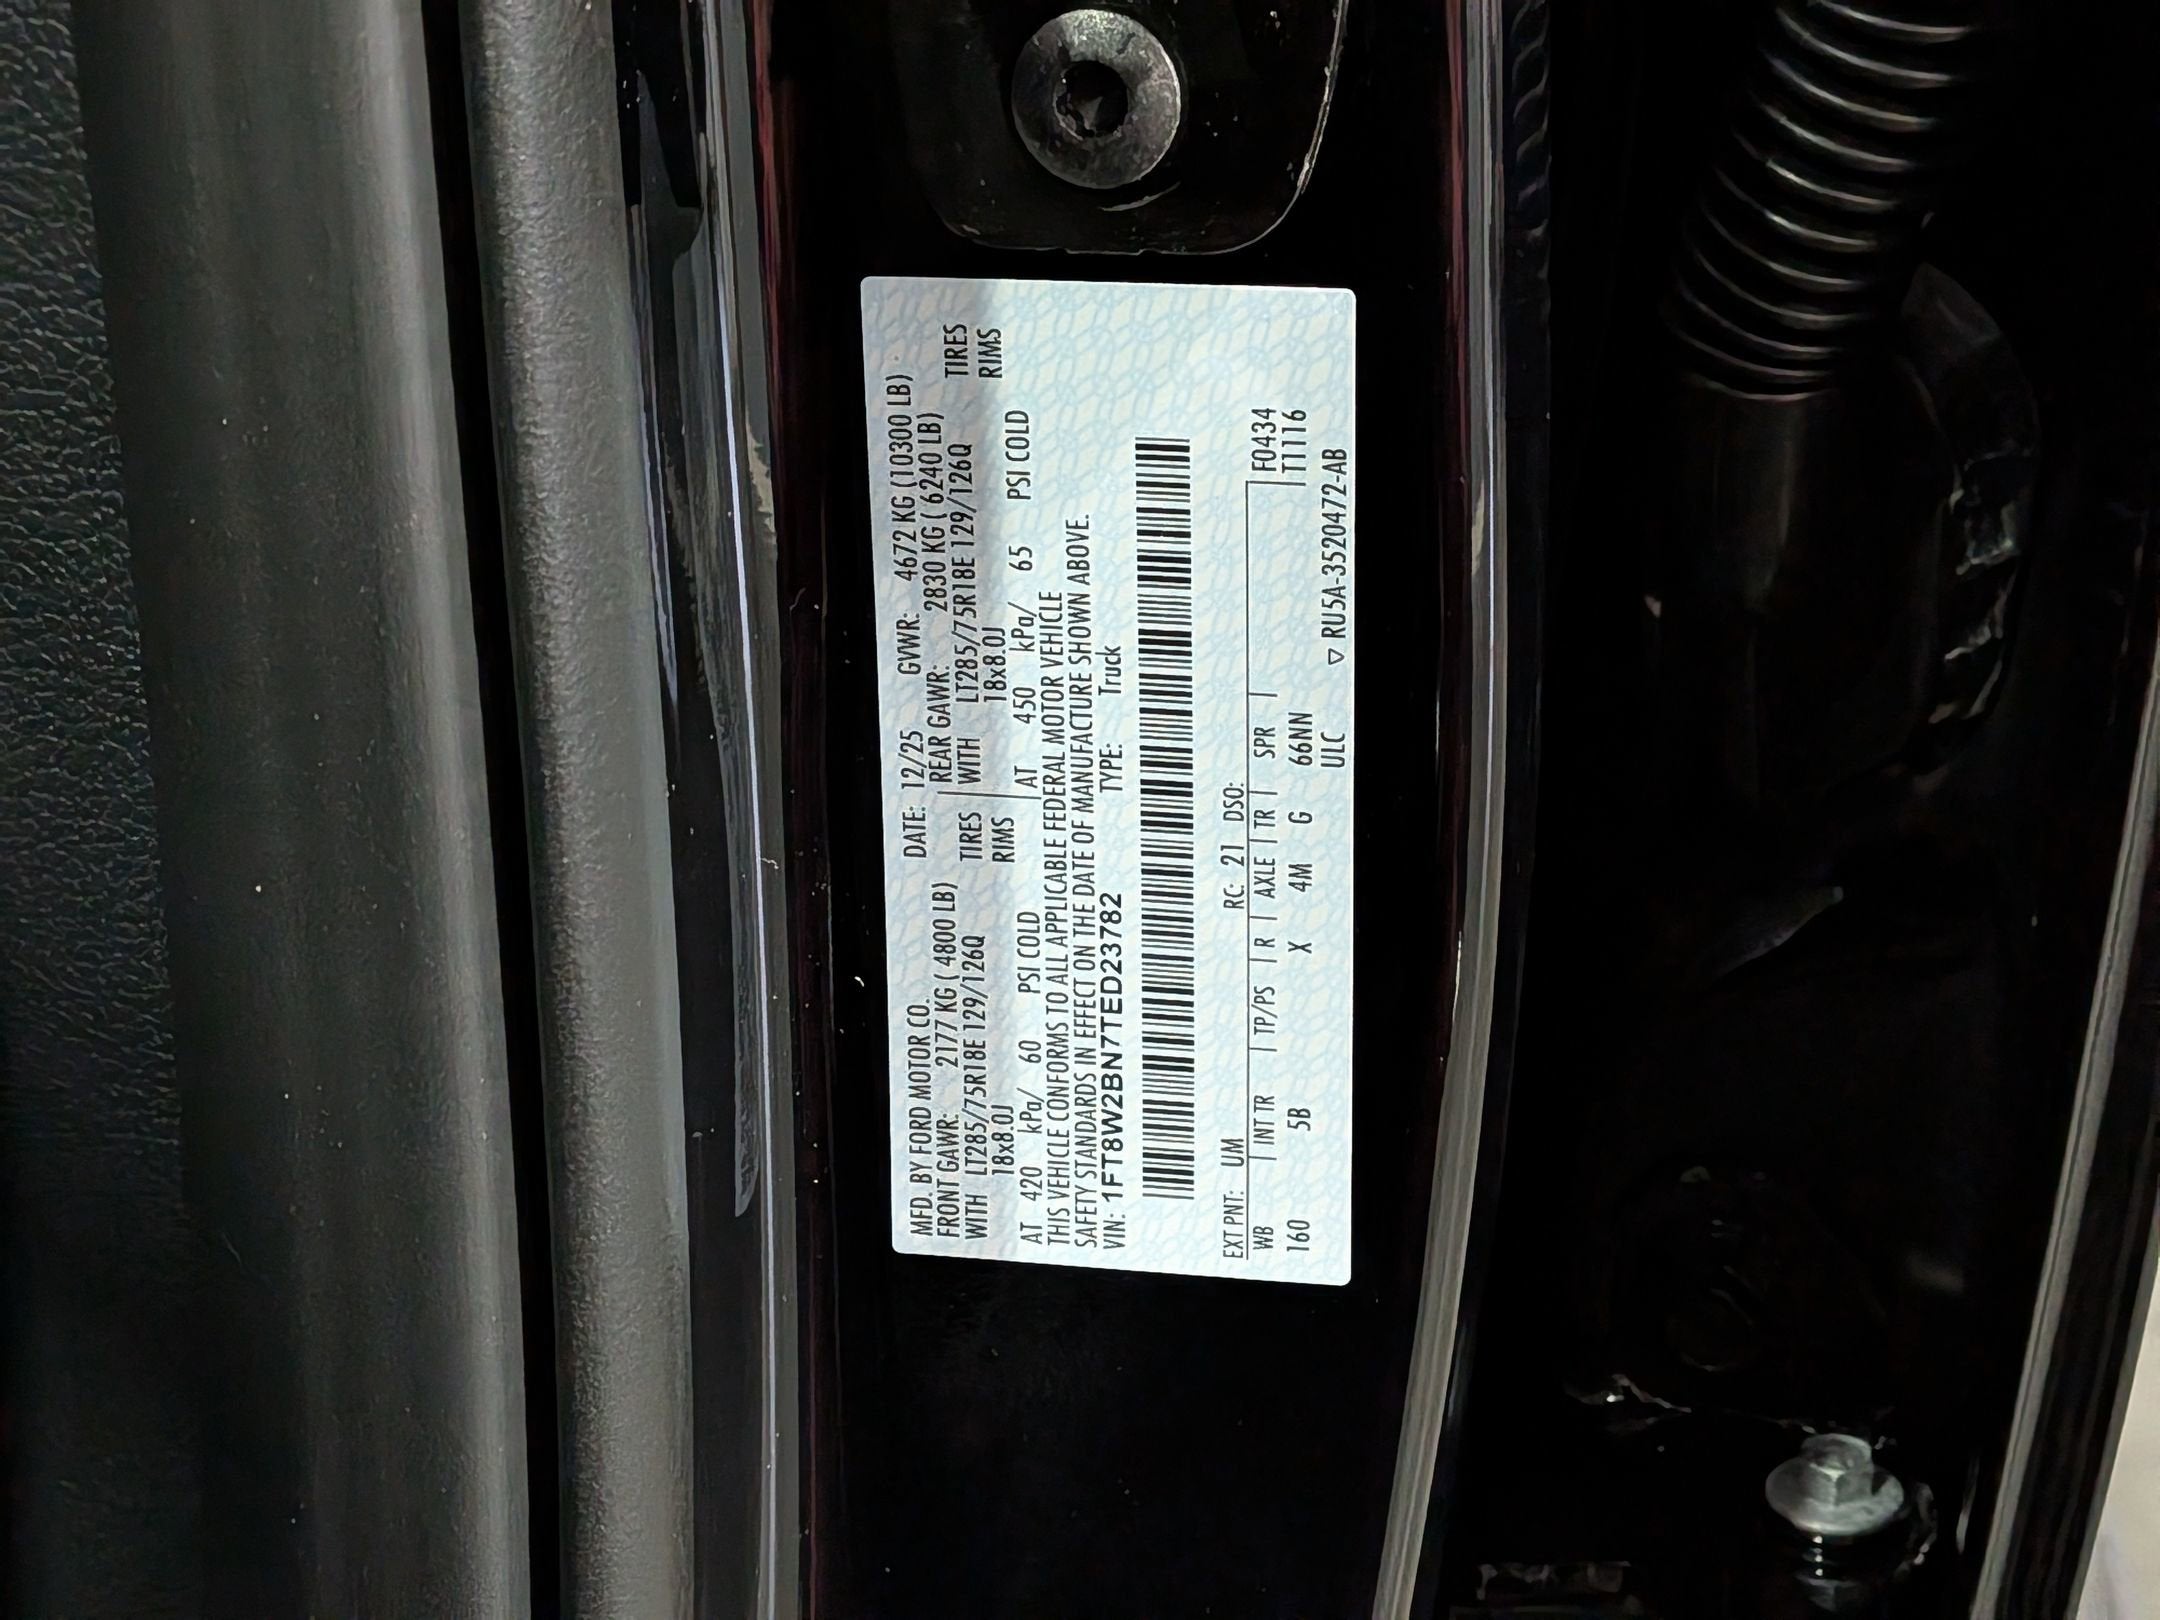 MFD. BY FORD MOTOR CO. DATE: 12/25 GVWR: 4672 KG (10300 LB)
FRONT GAWR: 2177 KG ( 4800 LB) REAR GAWR: 2830 KG ( 6240 LB)
WITH LT285/75R18E 129/126Q TIRES WITH LT285/75R18E 129/126Q TIRES
18x8.0J RIMS 18x8.0J RIMS
AT 420 kPa/ 60 PSI COLD AT 450 kPa/ 65 PSI COLD
THIS VEHICLE CONFORMS TO ALL APPLICABLE FEDERAL MOTOR VEHICLE
SAFETY STANDARDS IN EFFECT ON THE DATE OF MANUFACTURE SHOWN ABOVE.
VIN: 1FT8W2BN7TED23782 TYPE: Truck
EXT PNT: UM RC: 21 DSO:
WB INT TR TP/PS R AXLE TR SPR F0434
160 5B X 4M G 66NN T1116
ULC ▽ RU5A-3520472-AB